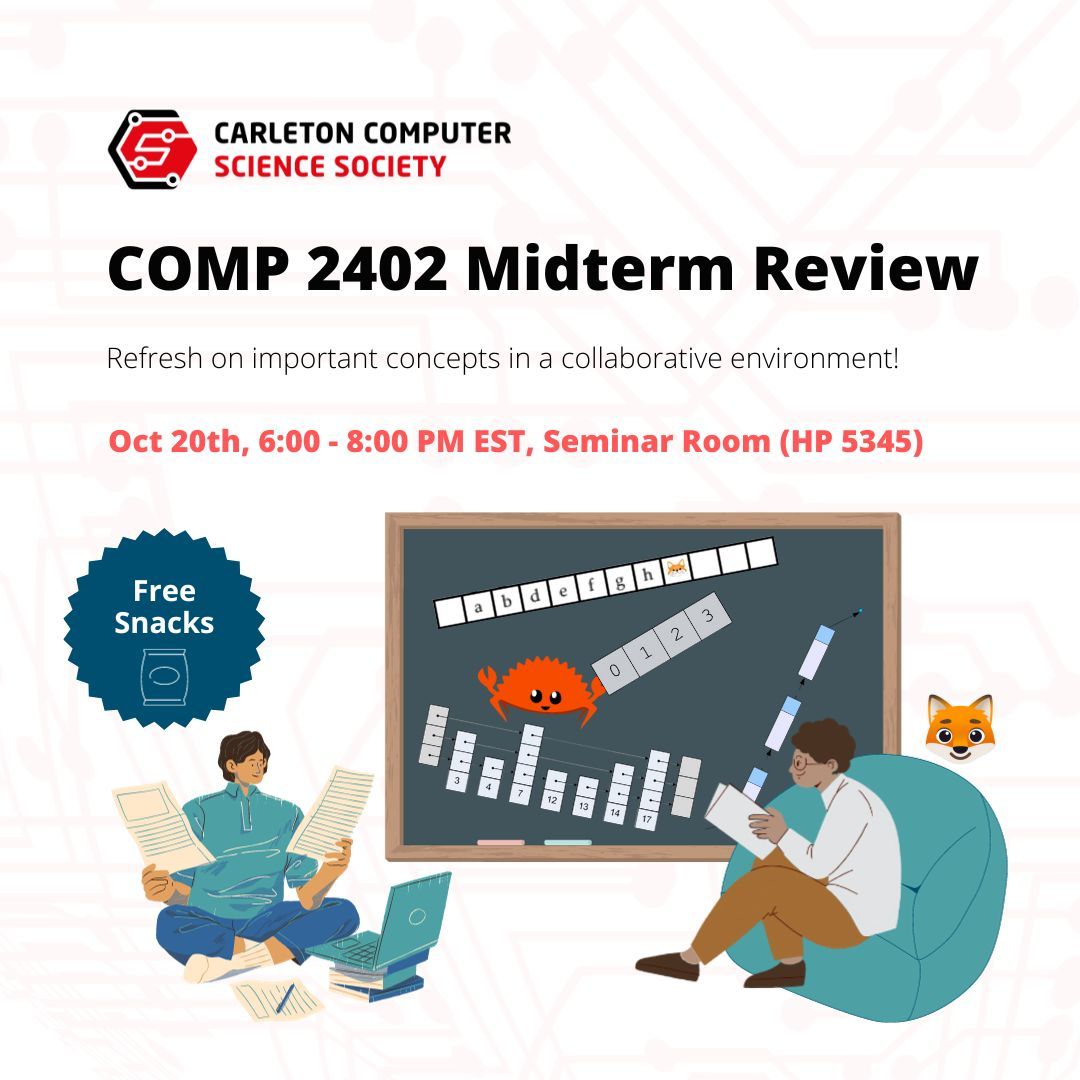 CARLETON COMPUTER
SCIENCE SOCIETY
COMP 2402 Midterm Review
Refresh on important concepts in a collaborative environment!
Oct 20th, 6:00 - 8:00 PM EST, Seminar Room (HP 5345)
Free
Snacks
a b d e f g h
0 1 2 3
3 4 7 12 13 14 17